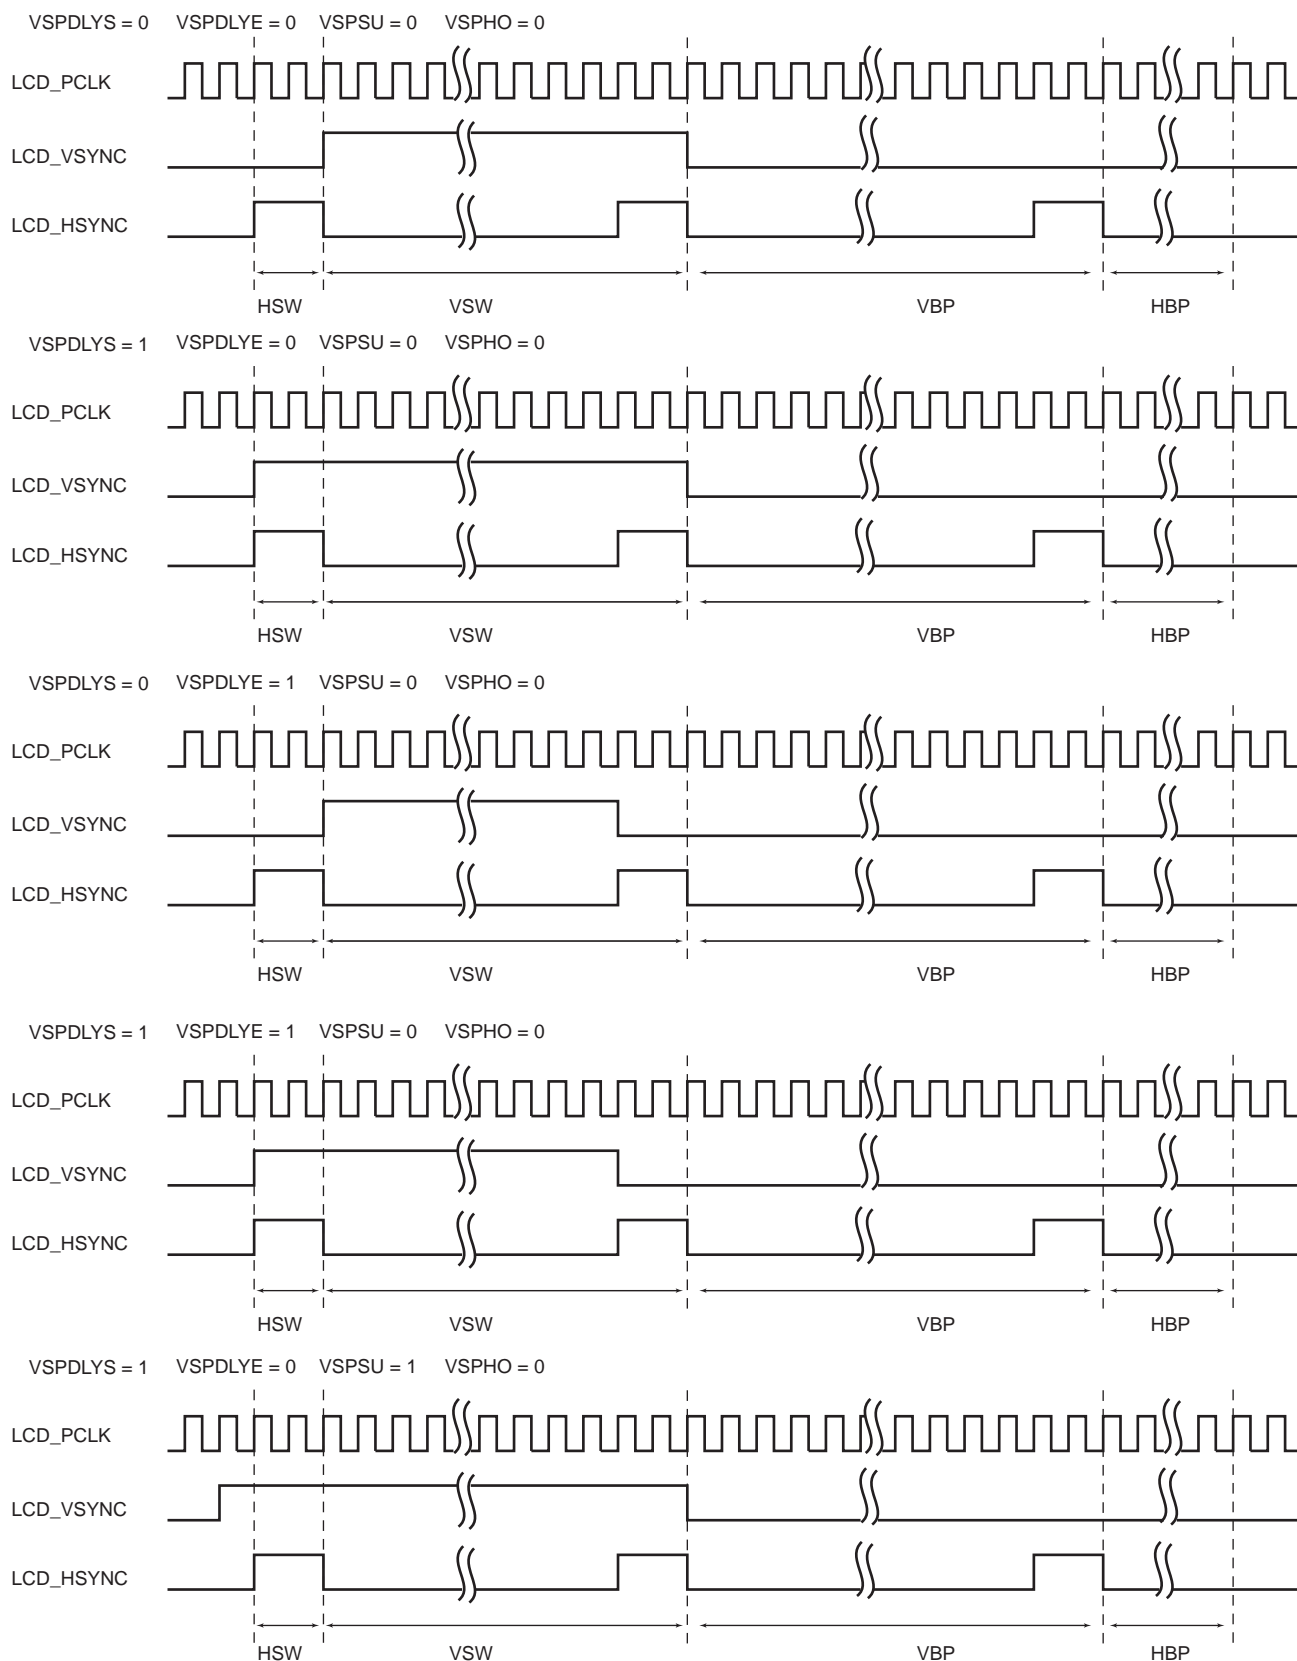 VSPDLYS = 0 VSPDLYE = 0 VSPSU = 0 VSPHO = 0
LCD_PCLK
LCD_VSYNC
LCD_HSYNC
HSW VSW VBP HBP
VSPDLYS = 1 VSPDLYE = 0 VSPSU = 0 VSPHO = 0
LCD_PCLK
LCD_VSYNC
LCD_HSYNC
HSW VSW VBP HBP
VSPDLYS = 0 VSPDLYE = 1 VSPSU = 0 VSPHO = 0
LCD_PCLK
LCD_VSYNC
LCD_HSYNC
HSW VSW VBP HBP
VSPDLYS = 1 VSPDLYE = 1 VSPSU = 0 VSPHO = 0
LCD_PCLK
LCD_VSYNC
LCD_HSYNC
HSW VSW VBP HBP
VSPDLYS = 1 VSPDLYE = 0 VSPSU = 1 VSPHO = 0
LCD_PCLK
LCD_VSYNC
LCD_HSYNC
HSW VSW VBP HBP